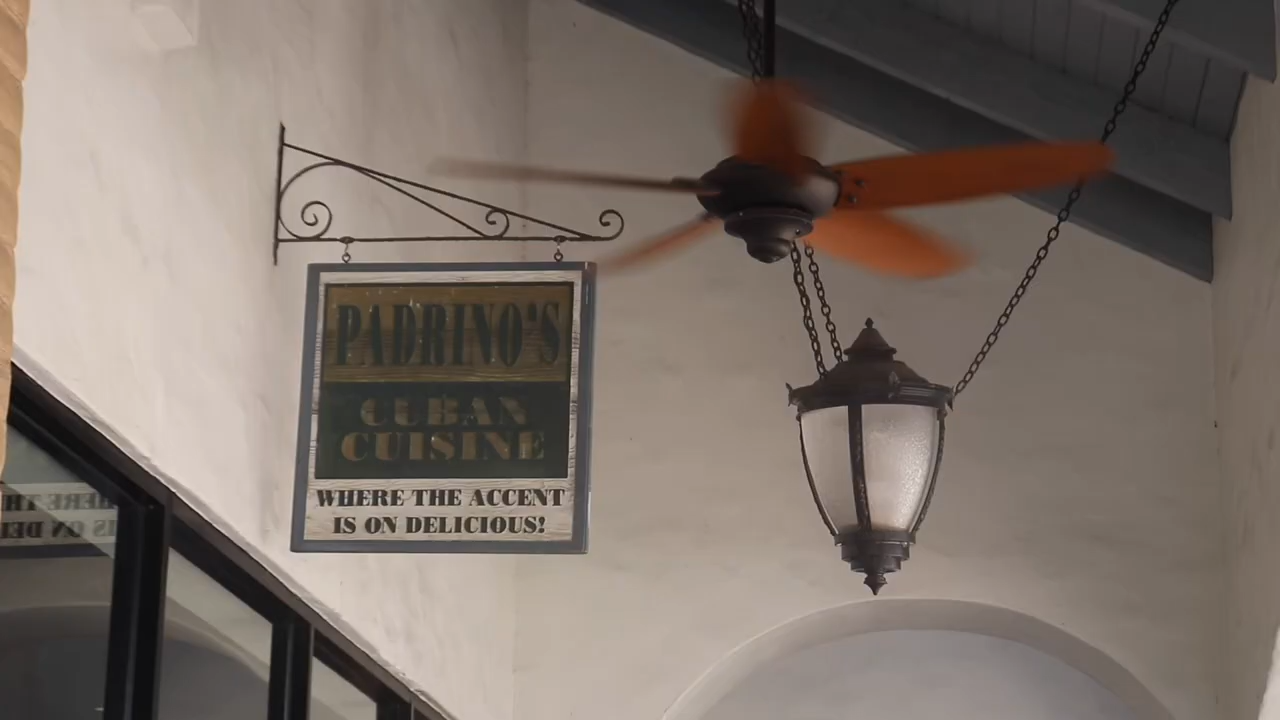 PADRINO'S
CUBAN
CUISINE
WHERE THE ACCENT
IS ON DELICIOUS!